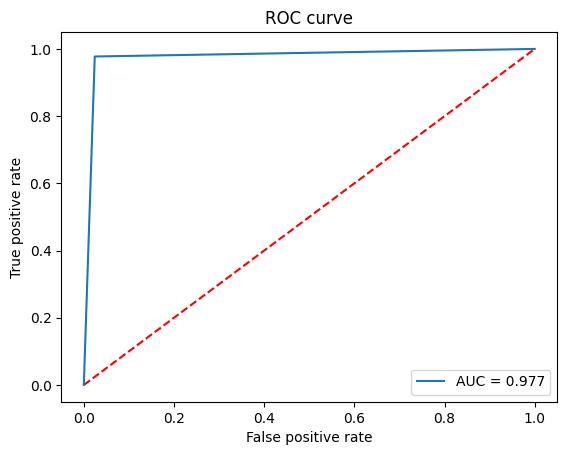 ROC curve
True positive rate
1.0
0.8
0.6
0.4
0.2
0.0
AUC = 0.977
0.0 0.2 0.4 0.6 0.8 1.0
False positive rate